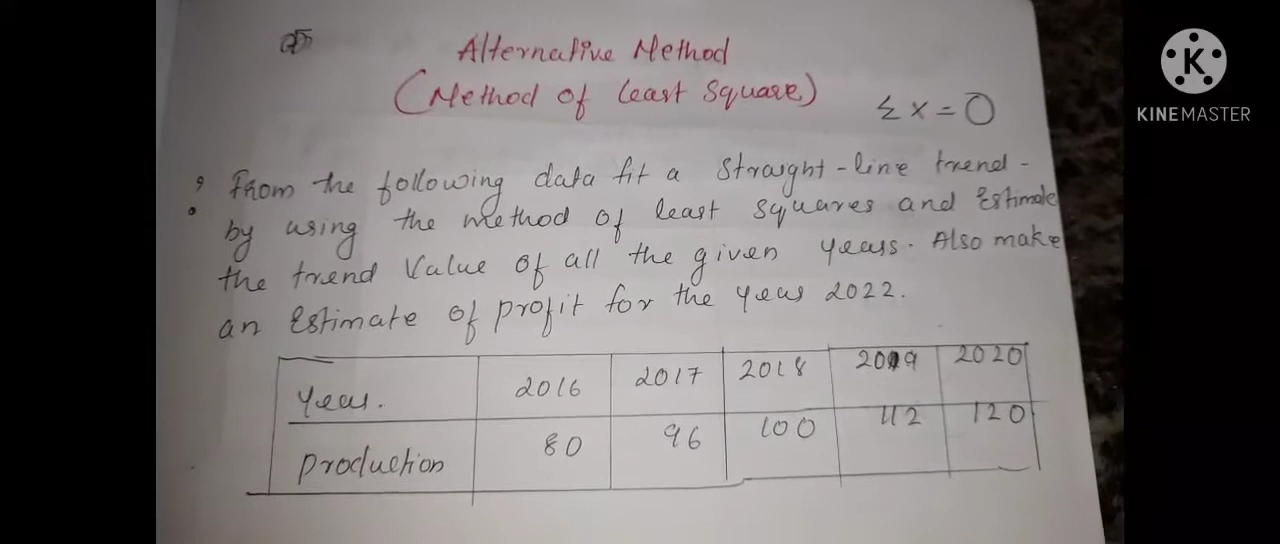 Alternative Method
(Method of least Square)
Σx=0
K
KINEMASTER
From the following data fit a straight-line trend-
by using the method of least squares and Estimate
the trend Value of all the given years. Also make
an Estimate of profit for the year 2022.
Year. 2016 2017 2018 2019 2020
Production 80 96 100 112 120